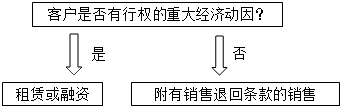 客户是否有行权的重大经济动因？
是
否
租赁或融资
附有销售退回条款的销售